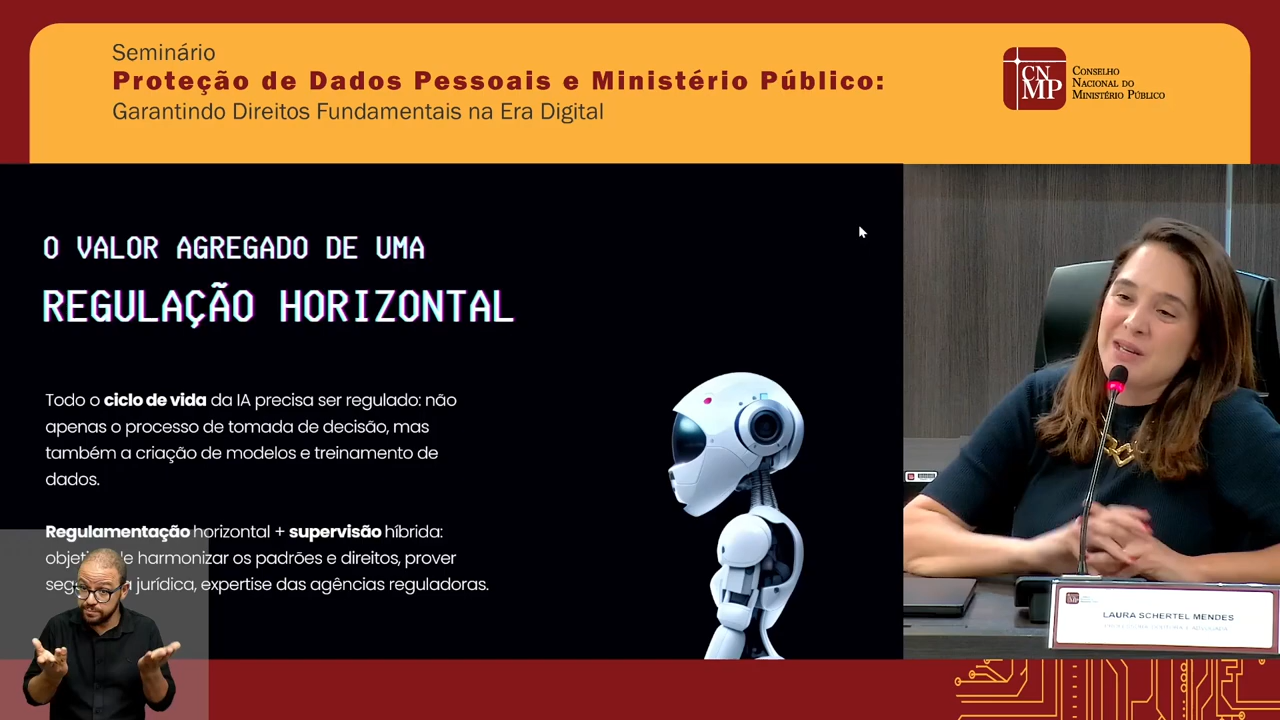 Seminário
Proteção de Dados Pessoais e Ministério Público:
Garantindo Direitos Fundamentais na Era Digital
CN
MP
CONSELHO
NACIONAL DO
MINISTÉRIO PÚBLICO
O VALOR AGREGADO DE UMA
REGULAÇÃO HORIZONTAL
Todo o ciclo de vida da IA precisa ser regulado: não
apenas o processo de tomada de decisão, mas
também a criação de modelos e treinamento de
dados.
Regulamentação horizontal + supervisão híbrida:
harmonizar os padrões e direitos, prover
jurídica, expertise das agências reguladoras.
LAURA SCHERTEL MENDES